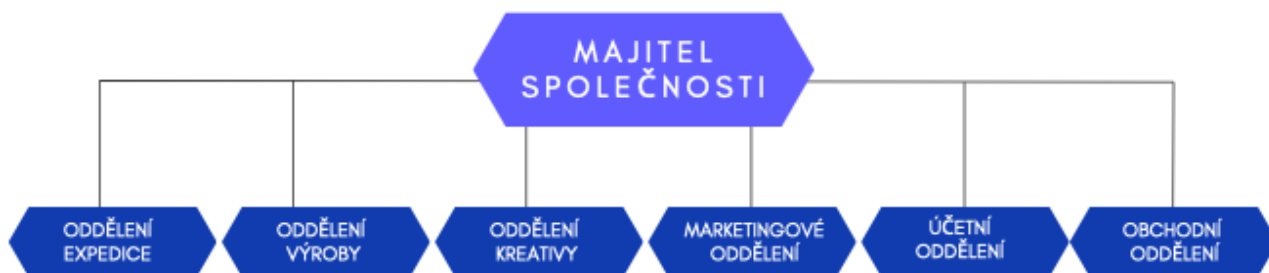 MAJITEL
SPOLEČNOSTI
ODDĚLENÍ
EXPEDICE
ODDĚLENÍ
VÝROBY
ODDĚLENÍ
KREATIVY
MARKETINGOVÉ
ODDĚLENÍ
ÚČETNÍ
ODDĚLENÍ
OBCHODNÍ
ODDĚLENÍ